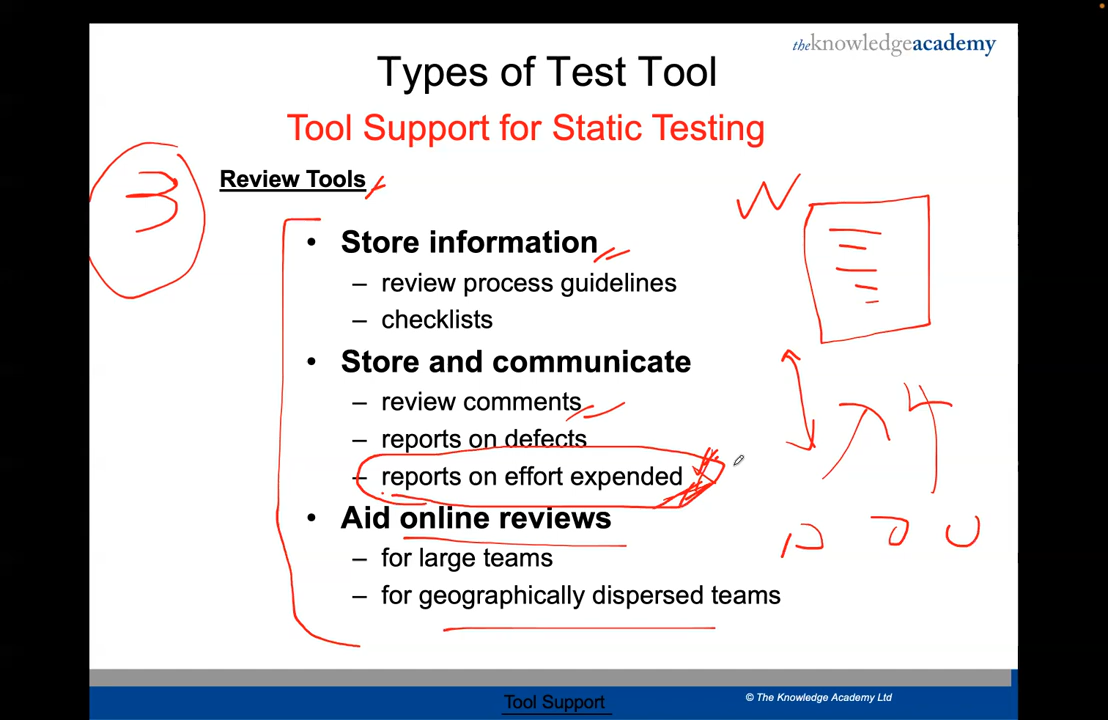 theknowledgeacademy
Types of Test Tool
Tool Support for Static Testing
3
Review Tools
W
• Store information
– review process guidelines
– checklists
• Store and communicate
– review comments
– reports on defects
– reports on effort expended
• Aid online reviews
– for large teams
– for geographically dispersed teams
Tool Support
© The Knowledge Academy Ltd